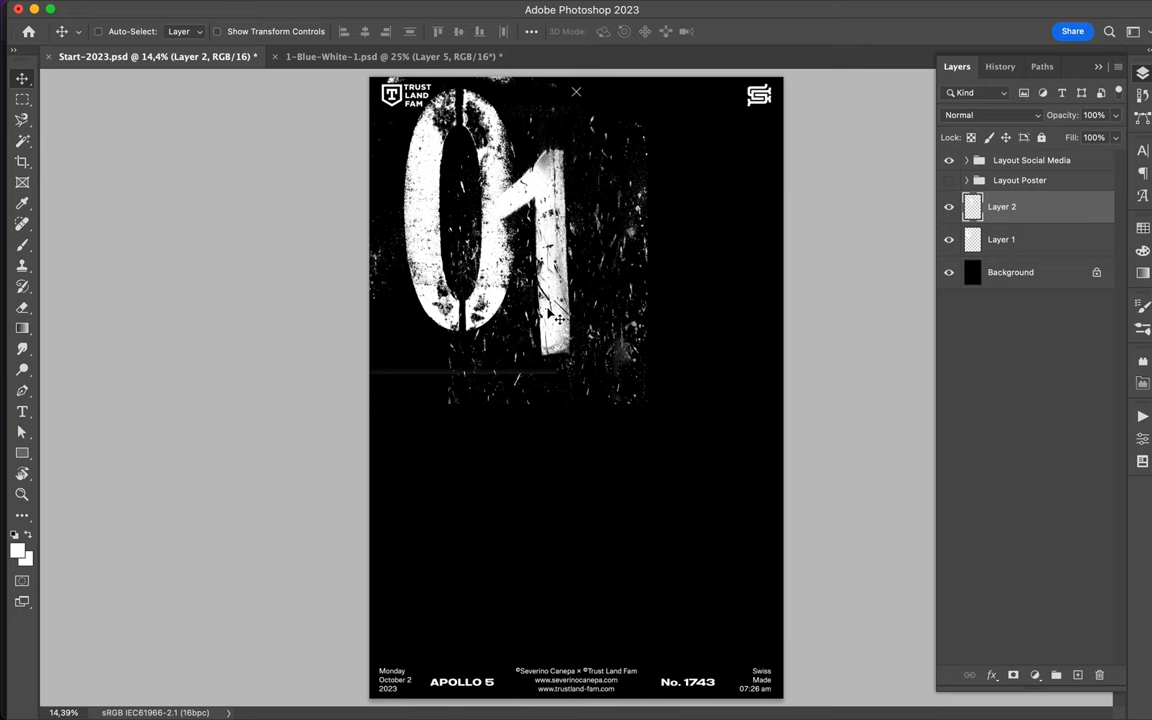 Adobe Photoshop 2023
Auto-Select:
Layer
Show Transform Controls
3D Mode:
Share
Start-2023.psd @ 14,4% (Layer 2, RGB/16) *
1-Blue-White-1.psd @ 25% (Layer 5, RGB/16*) *
Layers
History
Paths
Kind
Normal
Opacity:
100%
Lock:
Fill:
100%
Layout Social Media
Layout Poster
Layer 2
Layer 1
Background
TRUST
LAND
FAM
01
Monday
October 2
2023
APOLLO 5
©Severino Canepa × ©Trust Land Fam
www.severinocanepa.com
www.trustland-fam.com
No. 1743
Swiss
Made
07:26 am
14,39%
sRGB IEC61966-2.1 (16bpc)